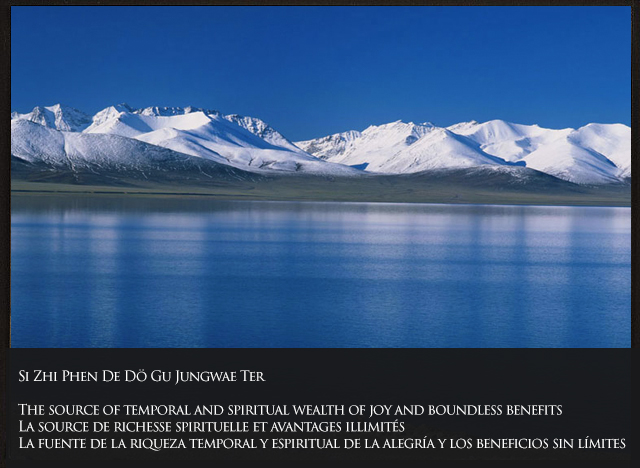 Si Zhi Phen De Dö Gu Jungwae Ter
The source of temporal and spiritual wealth of joy and boundless benefits
La source de richesse spirituelle et avantages illimités
La fuente de la riqueza temporal y espiritual de la alegría y los beneficios sin límites